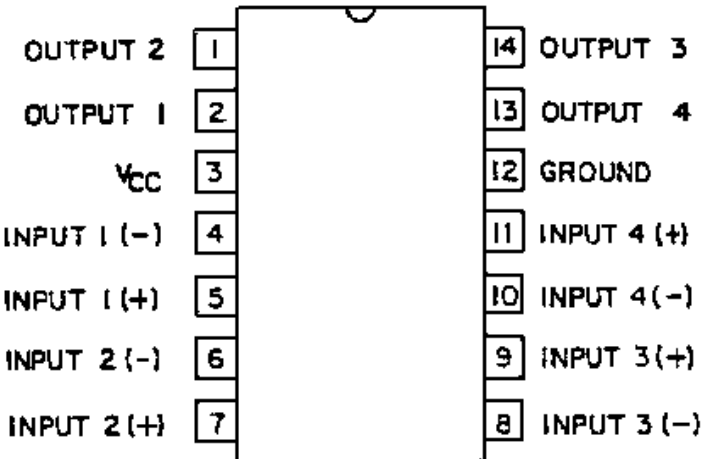 OUTPUT 2 1 14 OUTPUT 3
OUTPUT 1 2 13 OUTPUT 4
VCC 3 12 GROUND
INPUT 1 (-) 4 11 INPUT 4 (+)
INPUT 1 (+) 5 10 INPUT 4 (-)
INPUT 2 (-) 6 9 INPUT 3 (+)
INPUT 2 (+) 7 8 INPUT 3 (-)